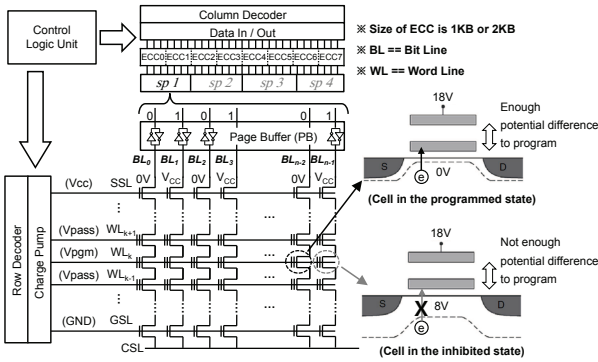 Control
Logic Unit
Column Decoder
Data In / Out
ECC0 ECC1 ECC2 ECC3 ECC4 ECC5 ECC6 ECC7
sp 1 sp 2 sp 3 sp 4
※ Size of ECC is 1KB or 2KB
※ BL == Bit Line
※ WL == Word Line
0 1 0 1 0 1
Page Buffer (PB)
BL0 BL1 BL2 BL3 BLn-2 BLn-1
0V VCC 0V VCC 0V VCC
Row Decoder
Charge Pump
(Vcc) SSL
(Vpass) WLk+1
(Vpgm) WLk
(Vpass) WLk-1
(GND) GSL
CSL
...
...
...
18V
Enough
potential difference
to program
S e 0V D
(Cell in the programmed state)
18V
Not enough
potential difference
to program
S X 8V D
e
(Cell in the inhibited state)